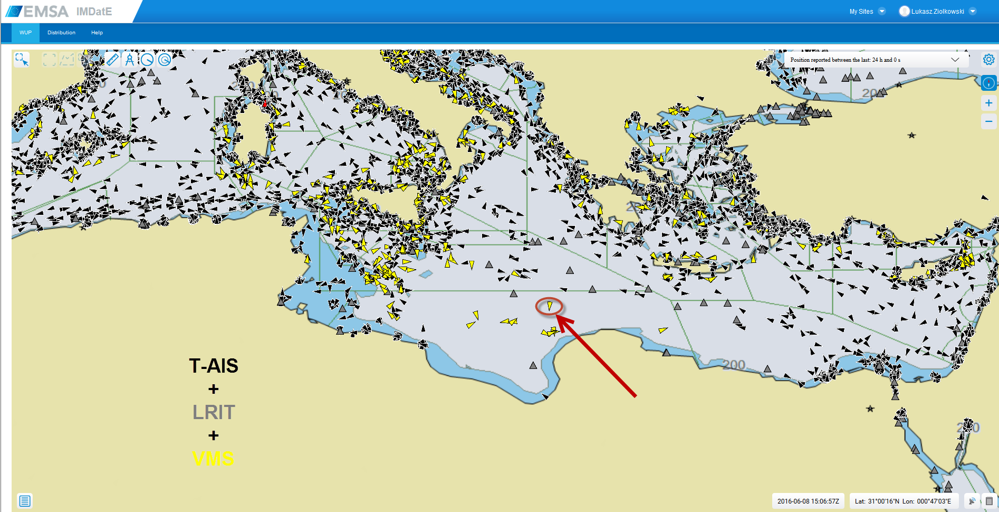 EMSA IMDatE
My Sites
Lukasz Ziolkowski
WUP
Distribution
Help
Position reported between the last: 24 h and 0 s
200
200
T-AIS
+
LRIT
+
VMS
2016-06-08 15:06:57Z
Lat: 31°00'16"N Lon: 000°47'03"E